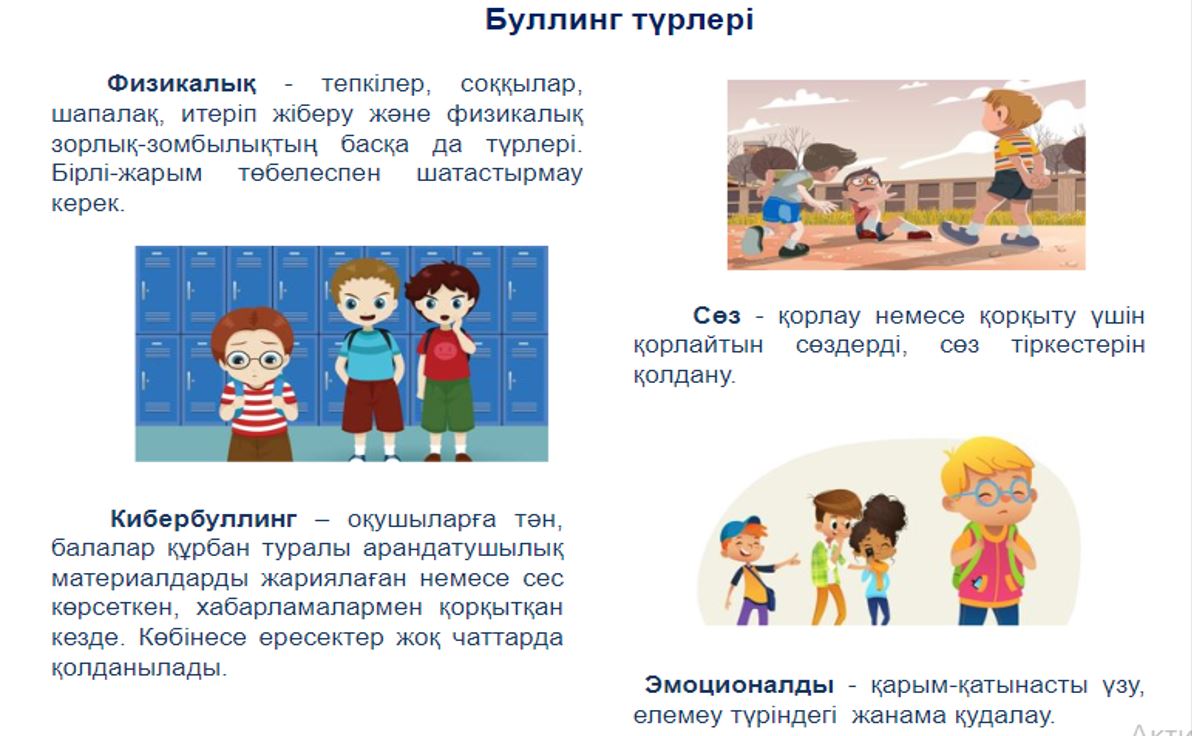 Буллинг түрлері
Физикалық - тепкілер, соққылар,
шапалақ, итеріп жіберу және физикалық
зорлық-зомбылықтың басқа да түрлері.
Бірлі-жарым төбелеспен шатастырмау
керек.
Сөз - қорлау немесе қорқыту үшін
қорлайтын сөздерді, сөз тіркестерін
қолдану.
Кибербуллинг – оқушыларға тән,
балалар құрбан туралы арандатушылық
материалдарды жариялаған немесе сес
көрсеткен, хабарламалармен қорқытқан
кезде. Көбінесе ересектер жоқ чаттарда
қолданылады.
Эмоционалды - қарым-қатынасты үзу,
елемеу түріндегі жанама қудалау.